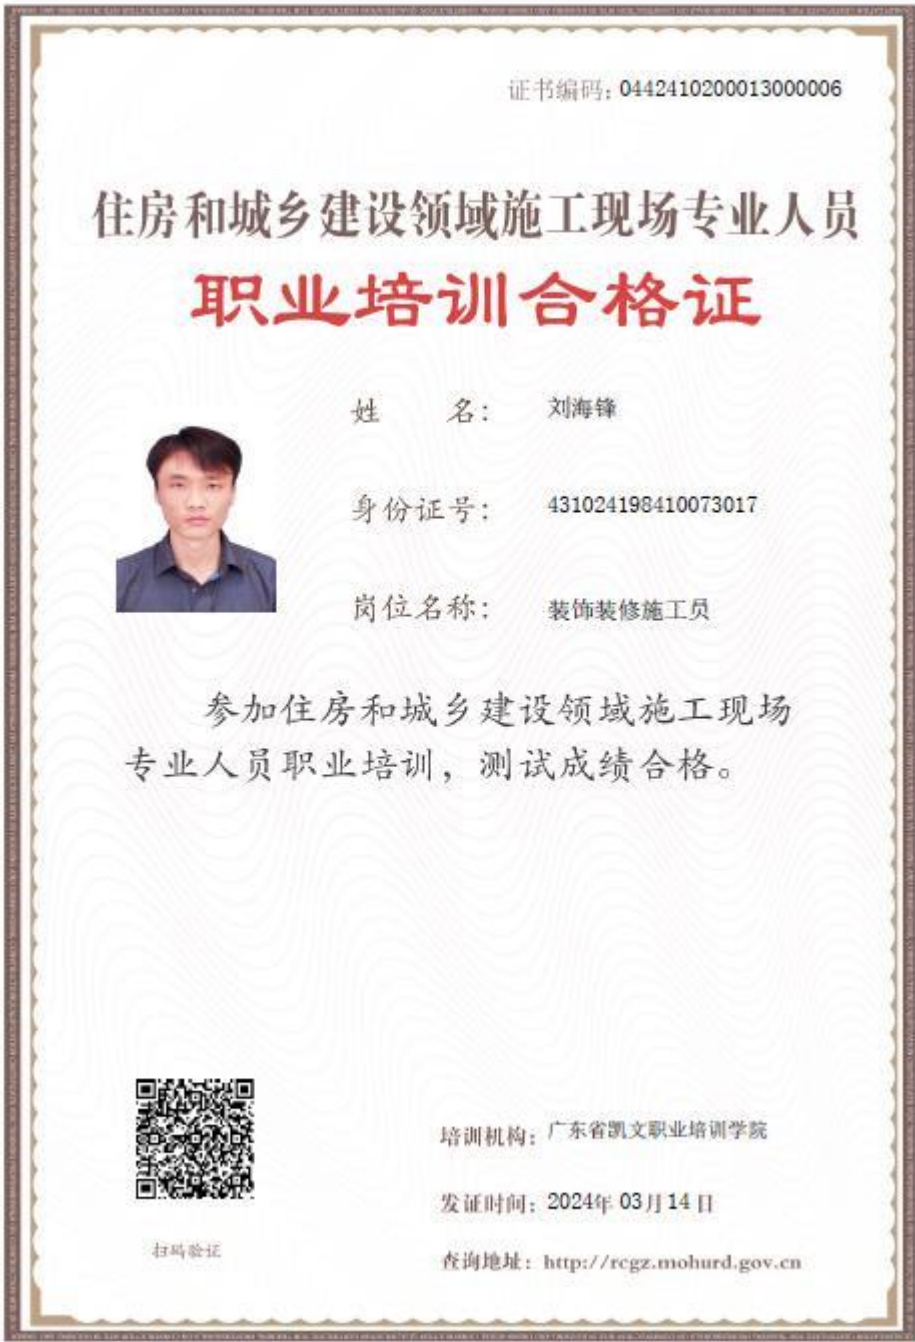 证书编码：0442410200013000006
住房和城乡建设领域施工现场专业人员
职业培训合格证
姓 名： 刘海锋
身份证号： 431024198410073017
岗位名称： 装饰装修施工员
参加住房和城乡建设领域施工现场
专业人员职业培训，测试成绩合格。
培训机构：广东省凯文职业培训学院
发证时间：2024年 03月 14 日
扫码验证
查询地址：http://rcgz.mohurd.gov.cn